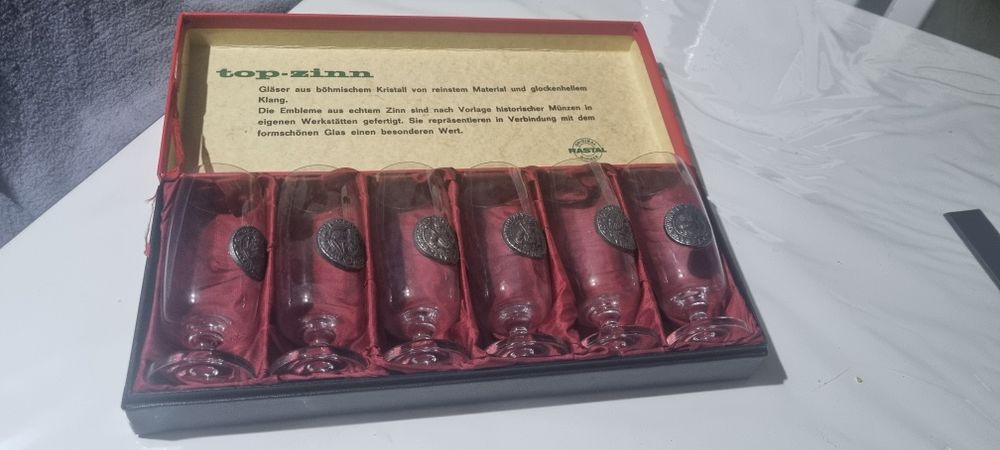 top-zinn
Gläser aus böhmischem Kristall von reinstem Material und glockenhellem
Klang.
Die Embleme aus echtem Zinn sind nach Vorlage historischer Münzen in
eigenen Werkstätten gefertigt. Sie repräsentieren in Verbindung mit dem
formschönen Glas einen besonderen Wert.
RASTAL